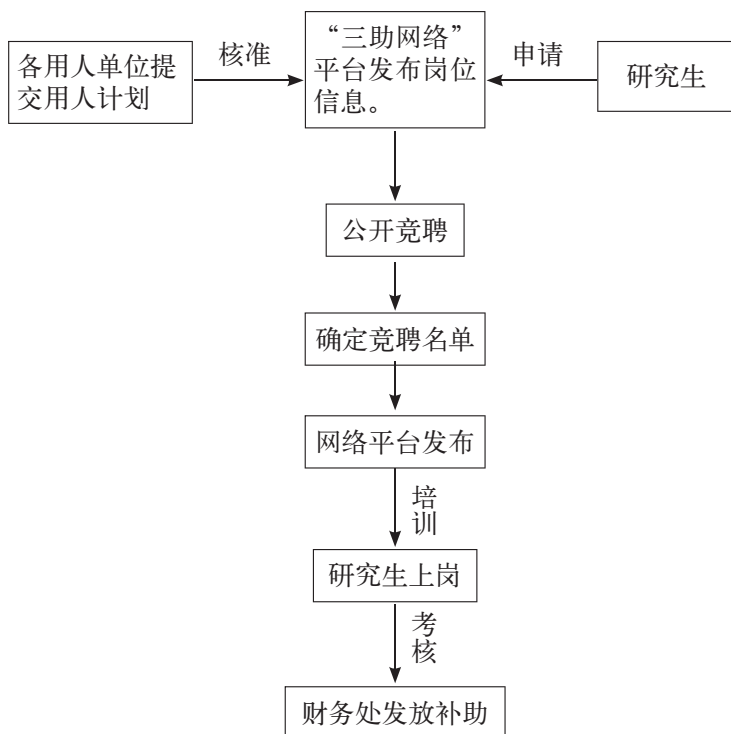 各用人单位提
交用人计划
核准
“三助网络”
平台发布岗位
信息。
申请
研究生
公开竞聘
确定竞聘名单
网络平台发布
培
训
研究生上岗
考
核
财务处发放补助